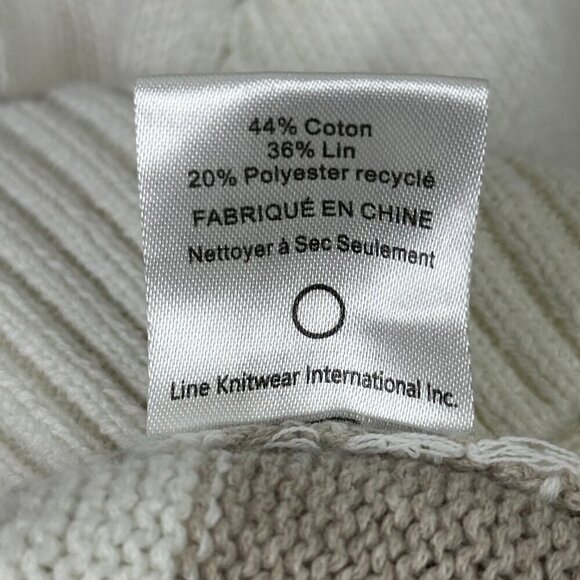 44% Coton
36% Lin
20% Polyester recyclé
FABRIQUÉ EN CHINE
Nettoyer à Sec Seulement
Line Knitwear International Inc.